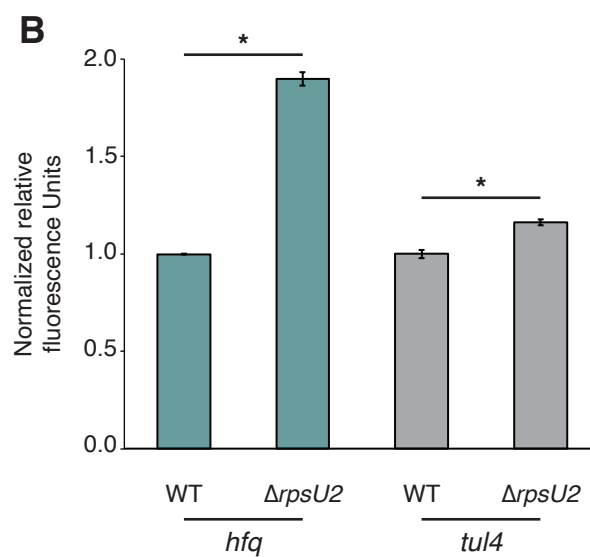 B
*
*
2.0
1.5
1.0
0.5
0.0
Normalized relative
fluorescence Units
WT ΔrpsU2 WT ΔrpsU2
hfq tul4